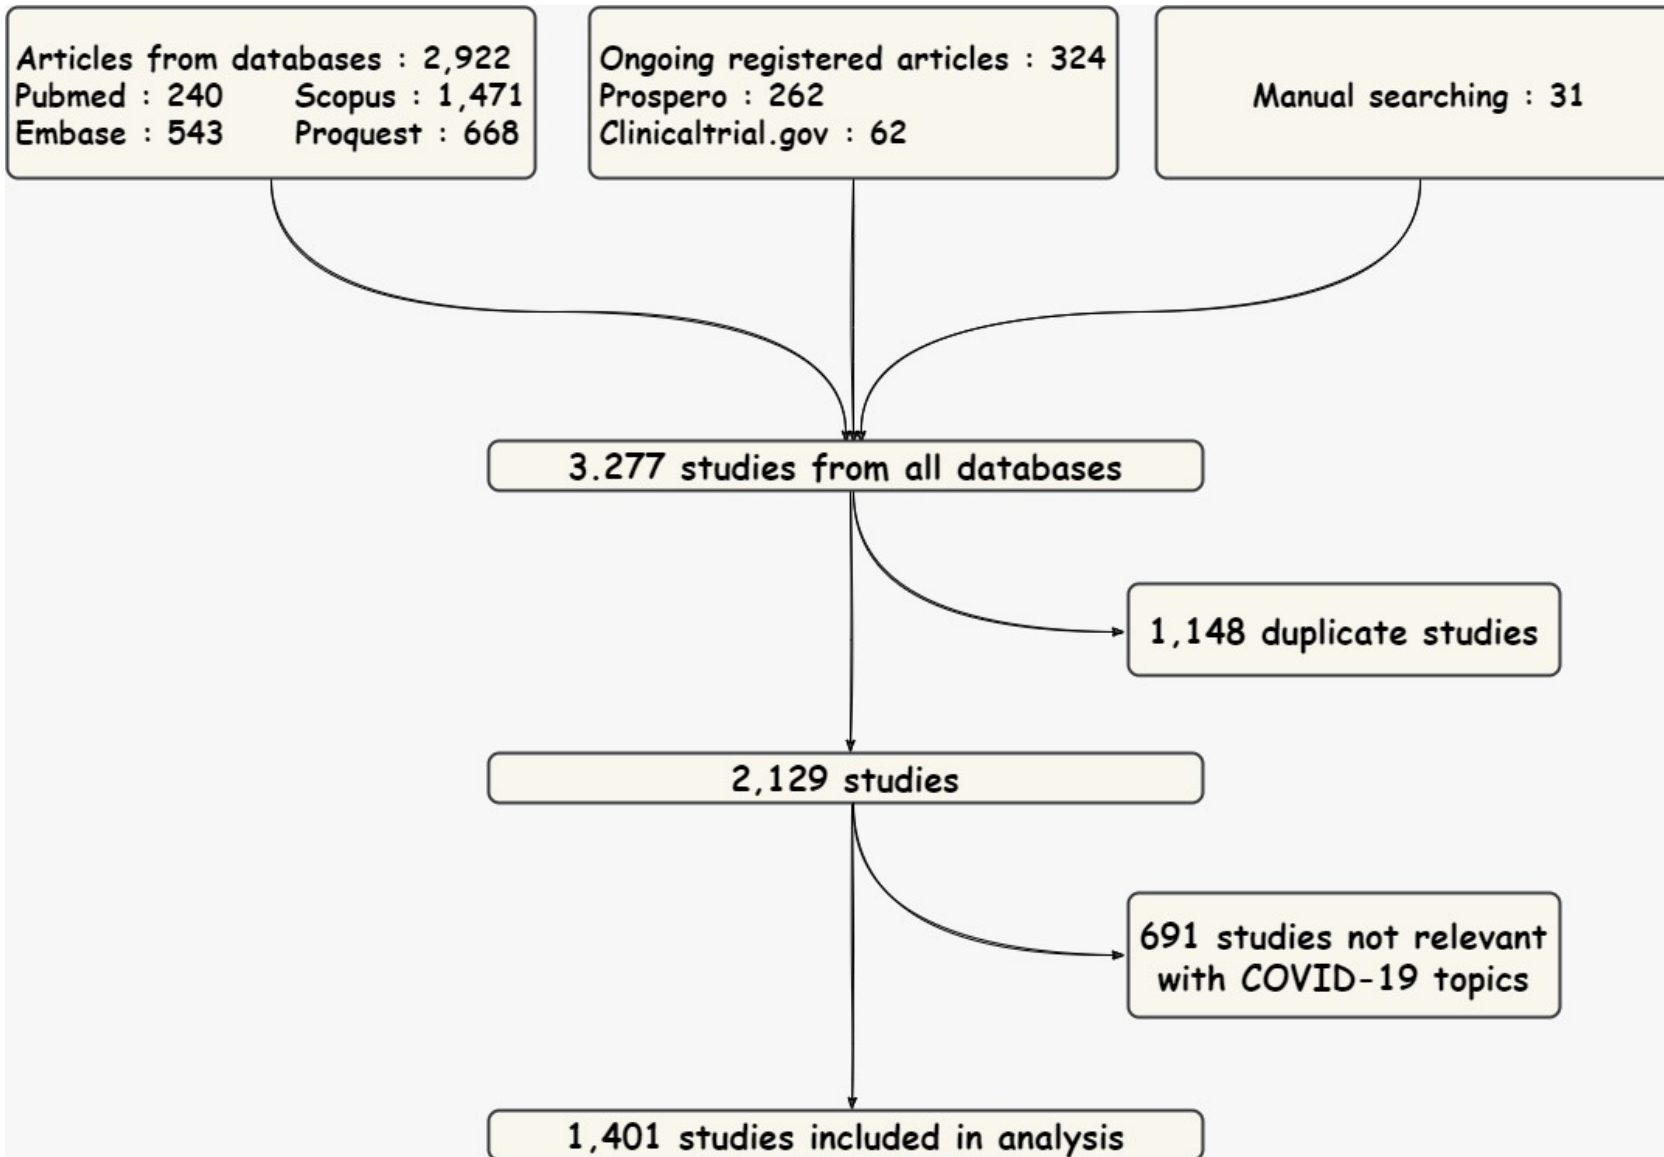 Articles from databases : 2,922
Pubmed : 240 Scopus : 1,471
Embase : 543 Proquest : 668
Ongoing registered articles : 324
Prospero : 262
Clinicaltrial.gov : 62
Manual searching : 31
3.277 studies from all databases
1,148 duplicate studies
2,129 studies
691 studies not relevant
with COVID-19 topics
1,401 studies included in analysis